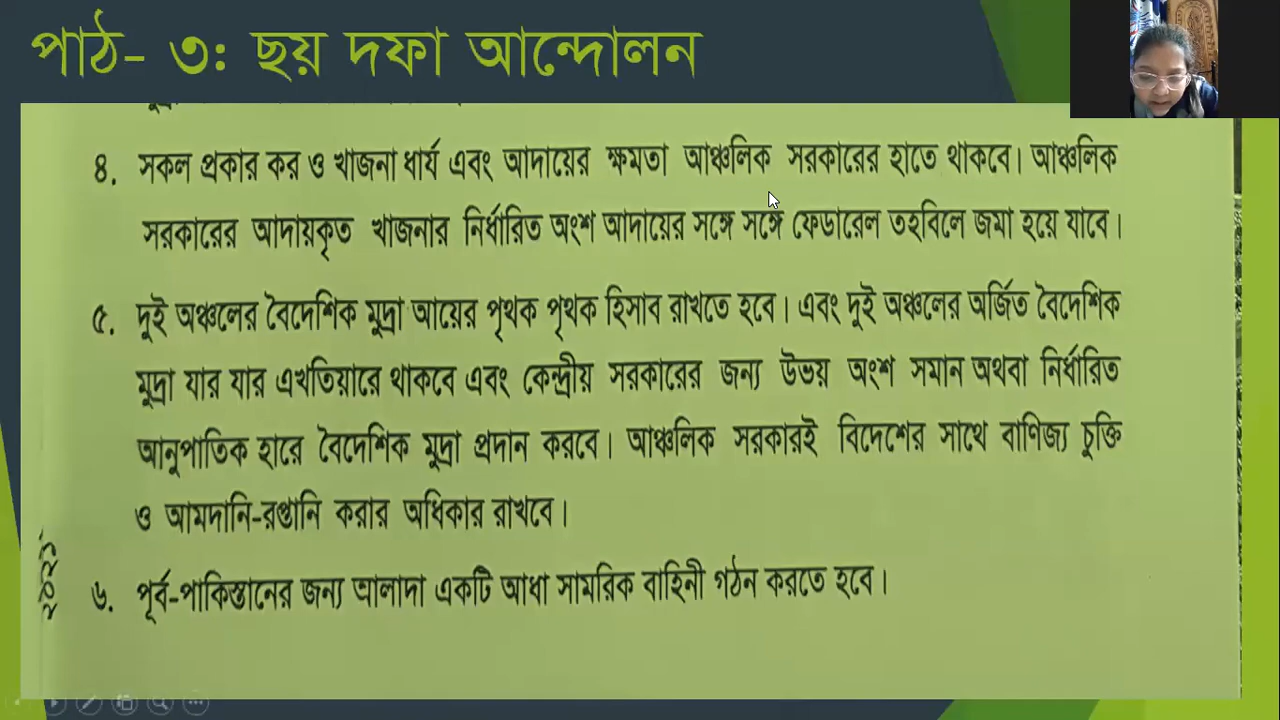 পাঠ- ৩: ছয় দফা আন্দোলন
৪. সকল প্রকার কর ও খাজনা ধার্য এবং আদায়ের ক্ষমতা আঞ্চলিক সরকারের হাতে থাকবে। আঞ্চলিক
সরকারের আদায়কৃত খাজনার নির্ধারিত অংশ আদায়ের সঙ্গে সঙ্গে ফেডারেল তহবিলে জমা হয়ে যাবে।
৫. দুই অঞ্চলের বৈদেশিক মুদ্রা আয়ের পৃথক পৃথক হিসাব রাখতে হবে। এবং দুই অঞ্চলের অর্জিত বৈদেশিক
মুদ্রা যার যার এখতিয়ারে থাকবে এবং কেন্দ্রীয় সরকারের জন্য উভয় অংশ সমান অথবা নির্ধারিত
আনুপাতিক হারে বৈদেশিক মুদ্রা প্রদান করবে। আঞ্চলিক সরকারই বিদেশের সাথে বাণিজ্য চুক্তি
ও আমদানি-রপ্তানি করার অধিকার রাখবে।
৬. পূর্ব-পাকিস্তানের জন্য আলাদা একটি আধা সামরিক বাহিনী গঠন করতে হবে।